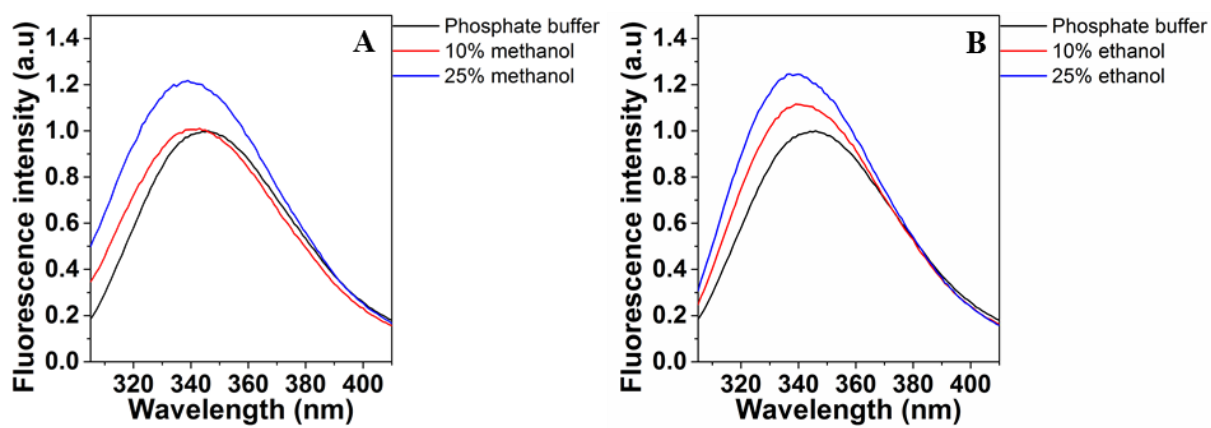 A
Phosphate buffer
10% methanol
25% methanol
Fluorescence intensity (a.u)
1.4
1.2
1.0
0.8
0.6
0.4
0.2
0.0
320 340 360 380 400
Wavelength (nm)
B
Phosphate buffer
10% ethanol
25% ethanol
Fluorescence intensity (a.u)
1.4
1.2
1.0
0.8
0.6
0.4
0.2
0.0
320 340 360 380 400
Wavelength (nm)